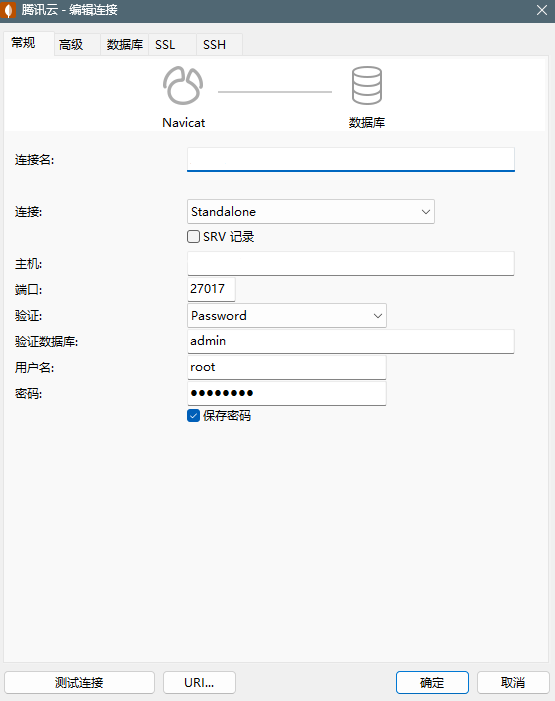 腾讯云 - 编辑连接
常规 高级 数据库 SSL SSH
Navicat 数据库
连接名:
连接: Standalone
SRV 记录
主机:
端口: 27017
验证: Password
验证数据库: admin
用户名: root
密码: ●●●●●●●●
保存密码
测试连接 URI... 确定 取消